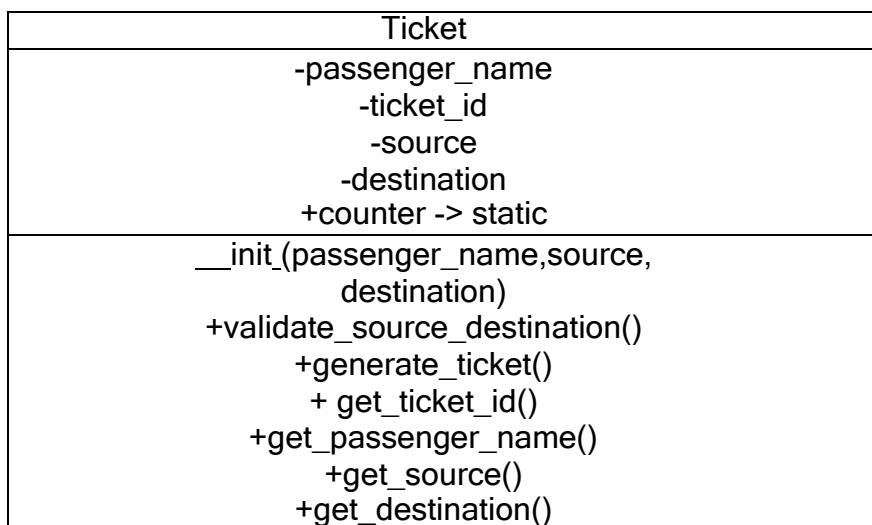 Ticket
-passenger_name
-ticket_id
-source
-destination
+counter -> static
__init_(passenger_name,source,
destination)
+validate_source_destination()
+generate_ticket()
+ get_ticket_id()
+get_passenger_name()
+get_source()
+get_destination()